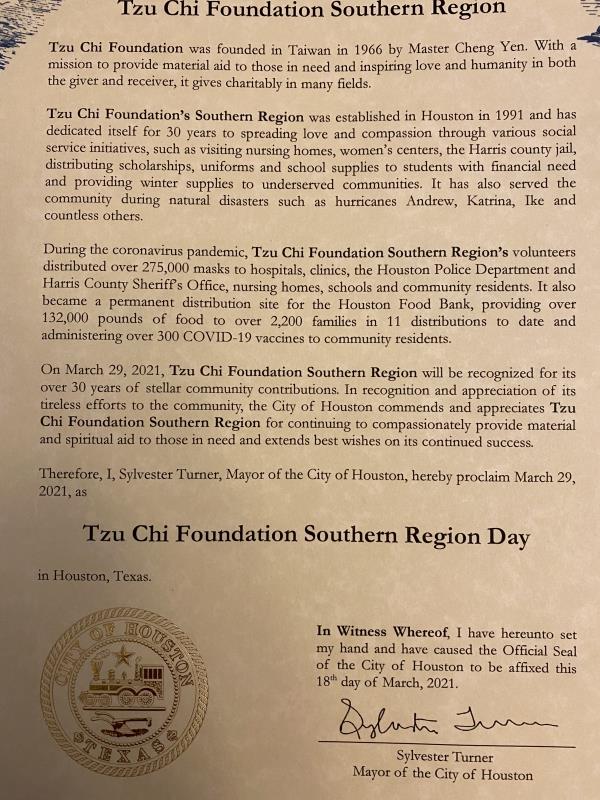 Tzu Chi Foundation Southern Region
Tzu Chi Foundation was founded in Taiwan in 1966 by Master Cheng Yen. With a
mission to provide material aid to those in need and inspiring love and humanity in both
the giver and receiver, it gives charitably in many fields.
Tzu Chi Foundation's Southern Region was established in Houston in 1991 and has
dedicated itself for 30 years to spreading love and compassion through various social
service initiatives, such as visiting nursing homes, women's centers, the Harris county jail,
distributing scholarships, uniforms and school supplies to students with financial need
and providing winter supplies to underserved communities. It has also served the
community during natural disasters such as hurricanes Andrew, Katrina, Ike and
countless others.
During the coronavirus pandemic, Tzu Chi Foundation Southern Region's volunteers
distributed over 275,000 masks to hospitals, clinics, the Houston Police Department and
Harris County Sheriff's Office, nursing homes, schools and community residents. It also
became a permanent distribution site for the Houston Food Bank, providing over
132,000 pounds of food to over 2,200 families in 11 distributions to date and
administering over 300 COVID-19 vaccines to community residents.
On March 29, 2021, Tzu Chi Foundation Southern Region will be recognized for its
over 30 years of stellar community contributions. In recognition and appreciation of its
tireless efforts to the community, the City of Houston commends and appreciates Tzu
Chi Foundation Southern Region for continuing to compassionately provide material
and spiritual aid to those in need and extends best wishes on its continued success.
Therefore, I, Sylvester Turner, Mayor of the City of Houston, hereby proclaim March 29,
2021, as
Tzu Chi Foundation Southern Region Day
in Houston, Texas.
CITY OF HOUSTON
TEXAS
In Witness Whereof, I have hereunto set
my hand and have caused the Official Seal
of the City of Houston to be affixed this
18th day of March, 2021.
Sylvester Turner
Sylvester Turner
Mayor of the City of Houston